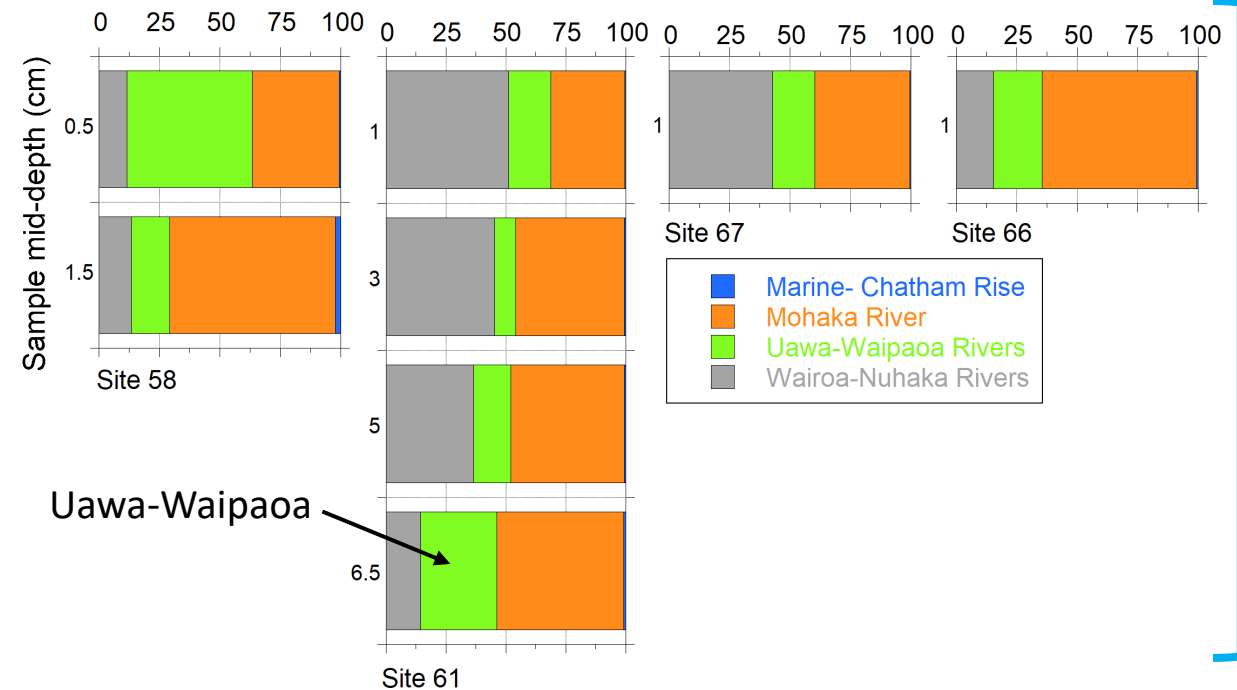 0 25 50 75 100
0 25 50 75 100
0 25 50 75 100
0 25 50 75 100
Sample mid-depth (cm)
0.5
1.5
Site 58
1
3
5
6.5
Site 61
1
Site 67
1
Site 66
Marine- Chatham Rise
Mohaka River
Uawa-Waipaoa Rivers
Wairoa-Nuhaka Rivers
Uawa-Waipaoa